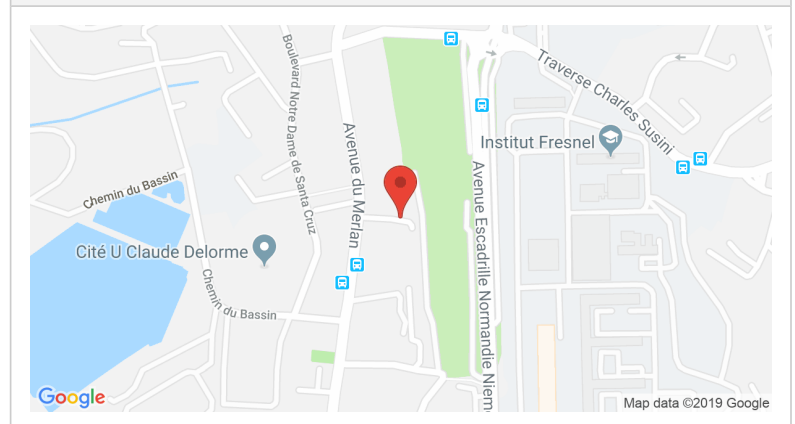 Boulevard Notre Dame de Santa Cruz
Traverse Charles Susini
Avenue du Merlan
Institut Fresnel
Avenue Escadrille Normandie Niem
Chemin du Bassin
Cité U Claude Delorme
Chemin du Bassin
Google
Map data ©2019 Google